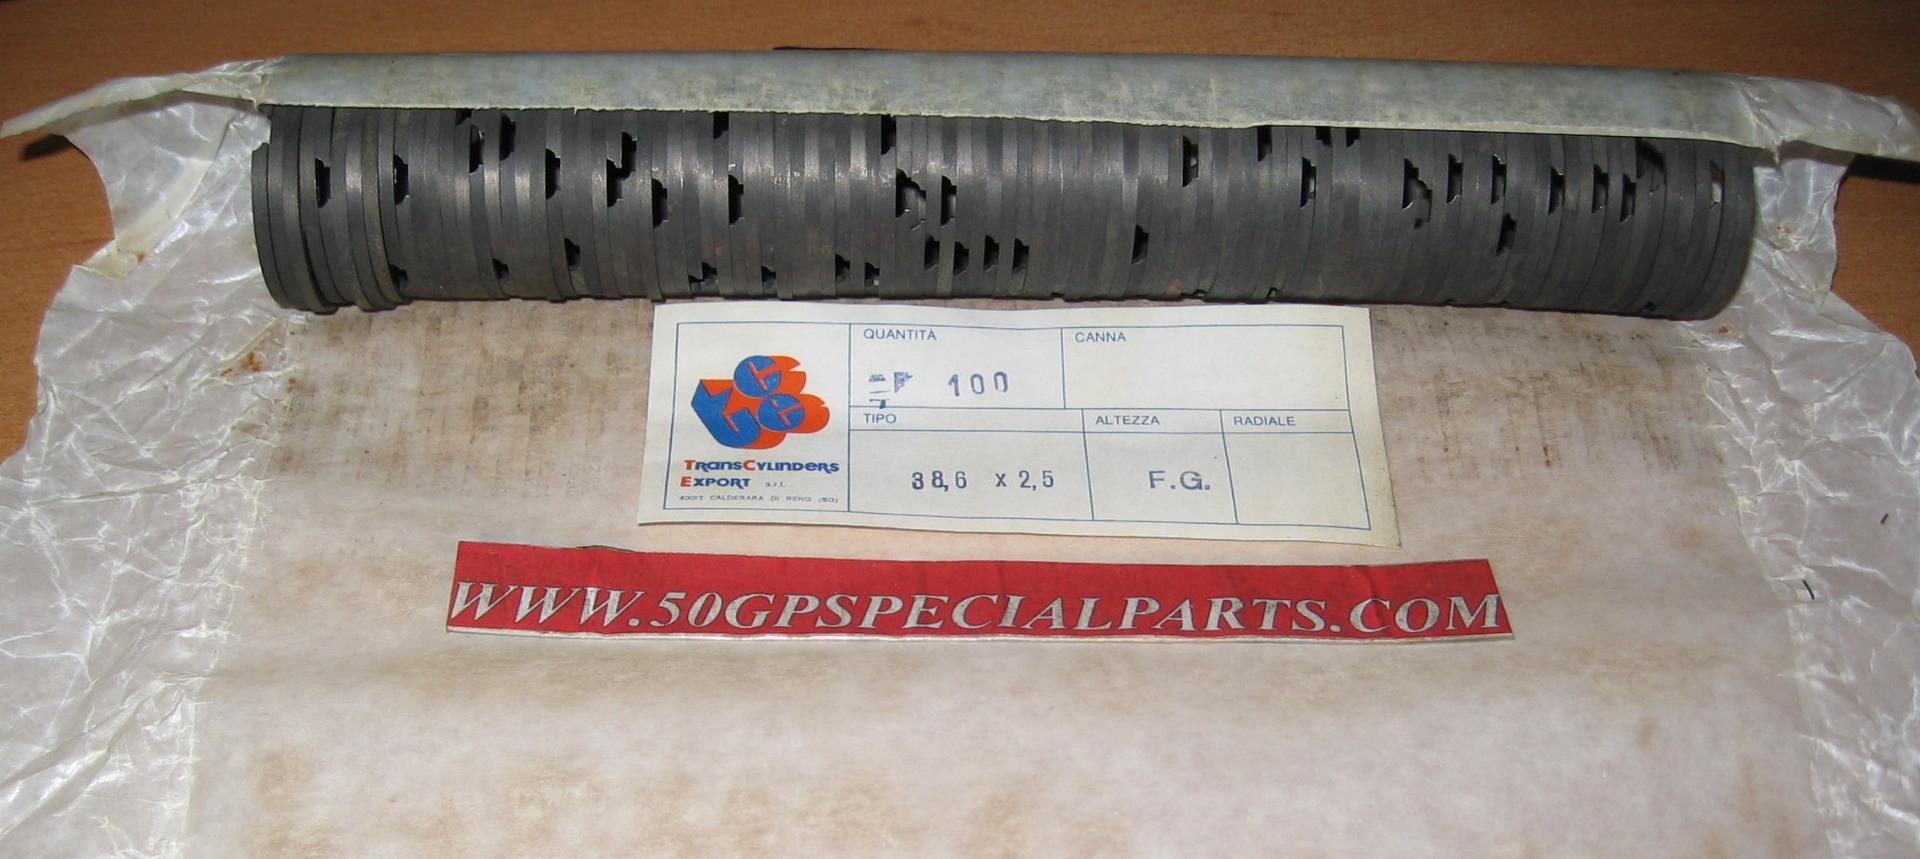 QUANTITÀ
CANNA
100
TIPO
ALTEZZA
RADIALE
38,6 x 2,5
F.G.
TRANSCYLINDERS
EXPORT s.r.l.
40012 CALDERARA DI RENO (BO)
WWW.50GPSPECIALPARTS.COM